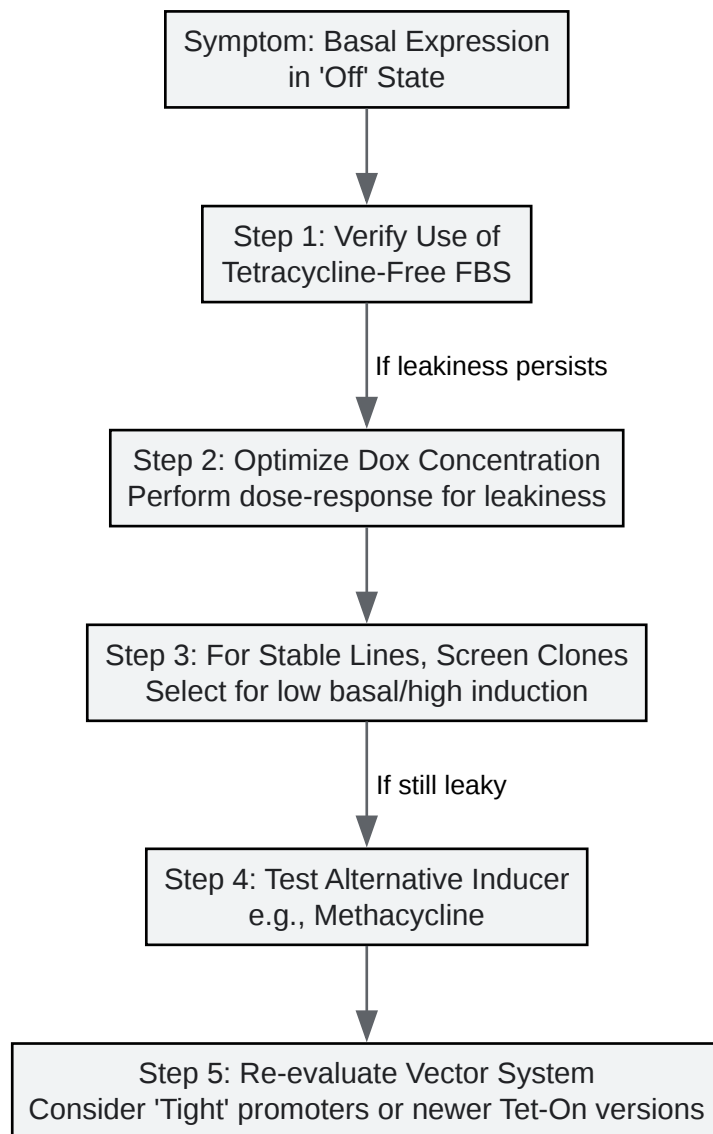 Symptom: Basal Expression
in 'Off' State
Step 1: Verify Use of
Tetracycline-Free FBS
If leakiness persists
Step 2: Optimize Dox Concentration
Perform dose-response for leakiness
Step 3: For Stable Lines, Screen Clones
Select for low basal/high induction
If still leaky
Step 4: Test Alternative Inducer
e.g., Methacycline
Step 5: Re-evaluate Vector System
Consider 'Tight' promoters or newer Tet-On versions